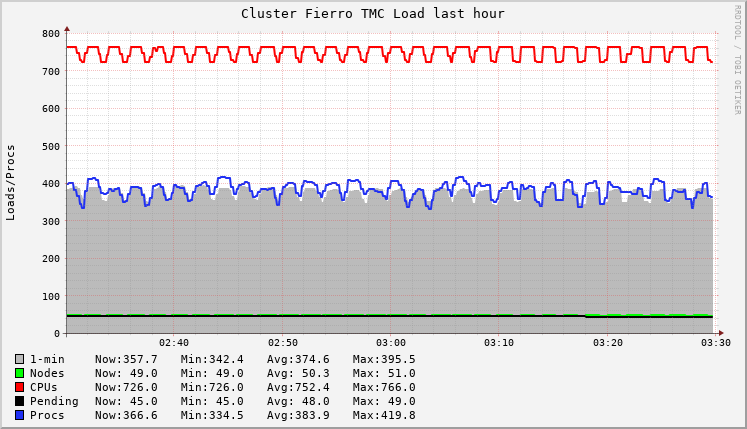 Cluster Fierro TMC Load last hour
RRDTOOL / TOBI OETIKER
Loads/Procs
800
700
600
500
400
300
200
100
0
02:40 02:50 03:00 03:10 03:20 03:30
1-min Now:357.7 Min:342.4 Avg:374.6 Max:395.5
Nodes Now: 49.0 Min: 49.0 Avg: 50.3 Max: 51.0
CPUs Now:726.0 Min:726.0 Avg:752.4 Max:766.0
Pending Now: 45.0 Min: 45.0 Avg: 48.0 Max: 49.0
Procs Now:366.6 Min:334.5 Avg:383.9 Max:419.8